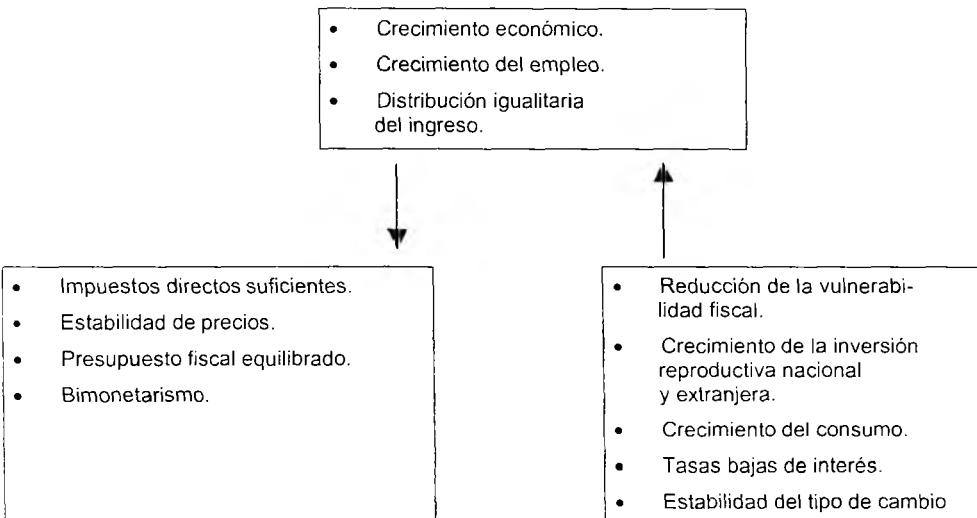 • Crecimiento económico.
• Crecimiento del empleo.
• Distribución igualitaria
del ingreso.
• Impuestos directos suficientes.
• Estabilidad de precios.
• Presupuesto fiscal equilibrado.
• Bimonetarismo.
• Reducción de la vulnerabi-
lidad fiscal.
• Crecimiento de la inversión
reproductiva nacional
y extranjera.
• Crecimiento del consumo.
• Tasas bajas de interés.
• Estabilidad del tipo de cambio